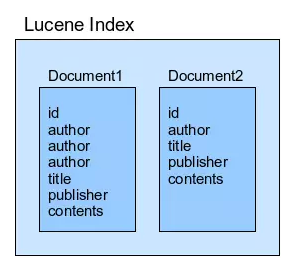 Lucene Index
Document1
id
author
author
author
title
publisher
contents
Document2
id
author
title
publisher
contents